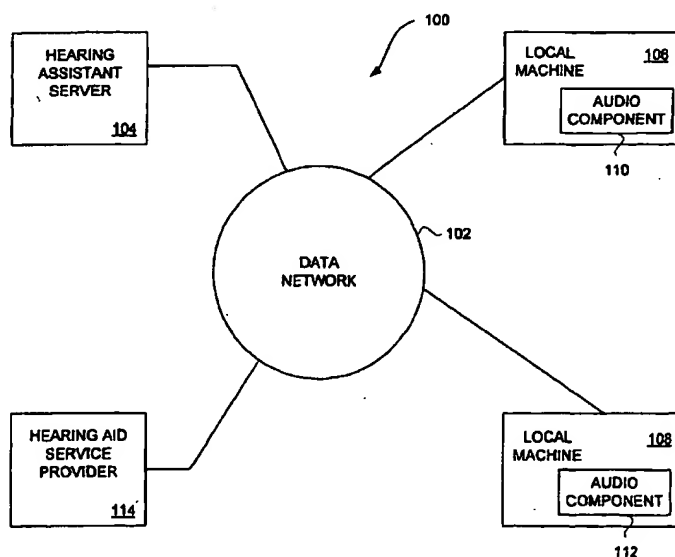 100
HEARING
ASSISTANT
SERVER
104
LOCAL
MACHINE
106
AUDIO
COMPONENT
110
102
DATA
NETWORK
HEARING AID
SERVICE
PROVIDER
114
LOCAL
MACHINE
108
AUDIO
COMPONENT
112